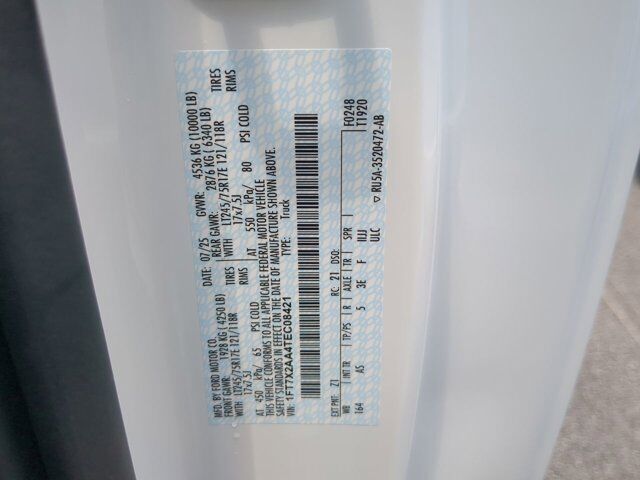 MFD. BY FORD MOTOR CO.
DATE: 07/25 GVWR: 4536 KG (10000 LB)
FRONT GAWR: 1928 KG (4250 LB) REAR GAWR: 2876 KG (6340 LB)
WITH LT245/75R17E 121/118R TIRES WITH LT245/75R17E 121/118R TIRES
17x7.5J RIMS 17x7.5J RIMS
AT 450 kPa/ 65 PSI COLD AT 550 kPa/ 80 PSI COLD
THIS VEHICLE CONFORMS TO ALL APPLICABLE FEDERAL MOTOR VEHICLE
SAFETY STANDARDS IN EFFECT ON THE DATE OF MANUFACTURE SHOWN ABOVE.
VIN: 1FT7X2AA4TEC08421 TYPE: Truck
EXT PNT: Z1 RC: 21 DSO: F0248
T1920
WB TP/PS R AXLE TR SPR
164 A5 5 3E F IIJJ
ULC ▽ RU5A-3520472-AB